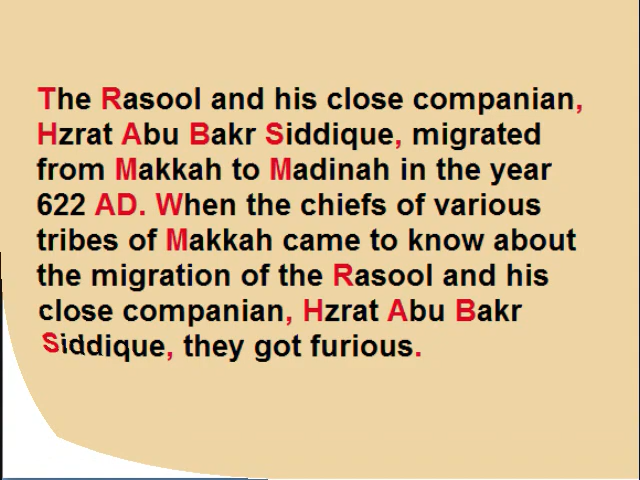 The Rasool and his close companian,
Hzrat Abu Bakr Siddique, migrated
from Makkah to Madinah in the year
622 AD. When the chiefs of various
tribes of Makkah came to know about
the migration of the Rasool and his
close companian, Hzrat Abu Bakr
Siddique, they got furious.